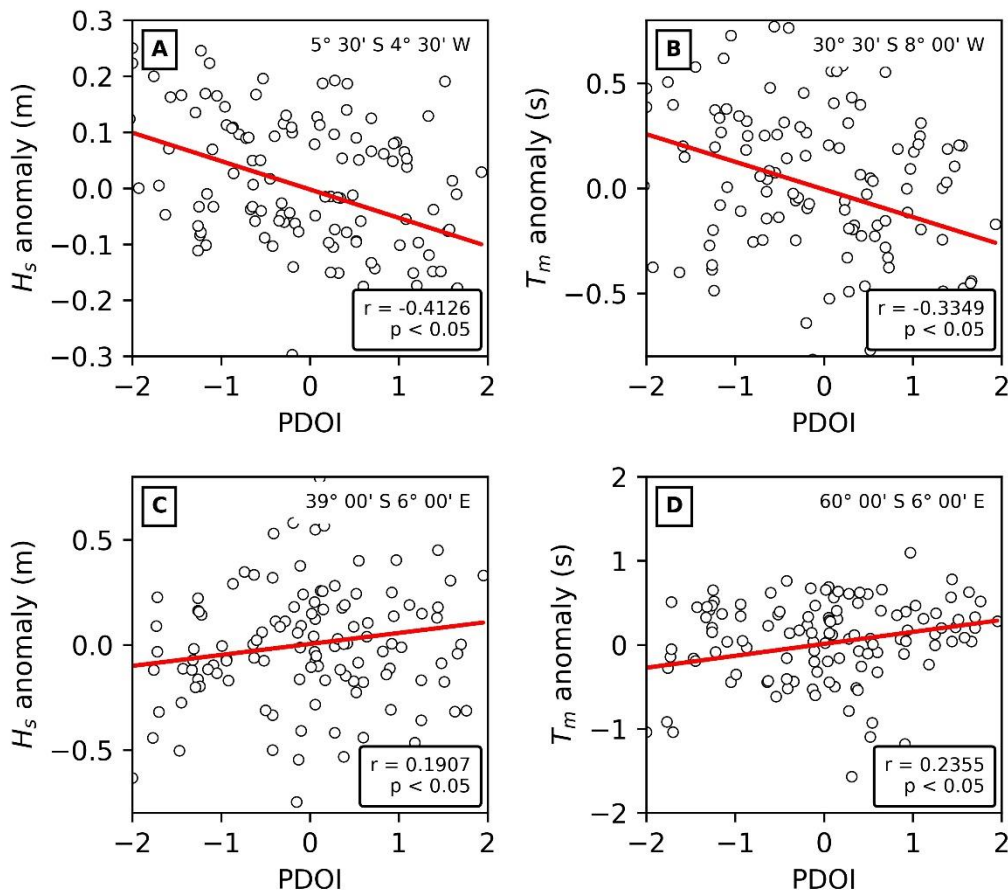 A
5° 30' S 4° 30' W
0.3
0.2
0.1
0.0
−0.1
−0.2
−0.3
H_s anomaly (m)
r = -0.4126
p < 0.05
−2 −1 0 1 2
PDOI
B
30° 30' S 8° 00' W
0.5
0.0
−0.5
T_m anomaly (s)
r = -0.3349
p < 0.05
−2 −1 0 1 2
PDOI
C
39° 00' S 6° 00' E
0.5
0.0
−0.5
H_s anomaly (m)
r = 0.1907
p < 0.05
−2 −1 0 1 2
PDOI
D
60° 00' S 6° 00' E
2
1
0
−1
−2
T_m anomaly (s)
r = 0.2355
p < 0.05
−2 −1 0 1 2
PDOI